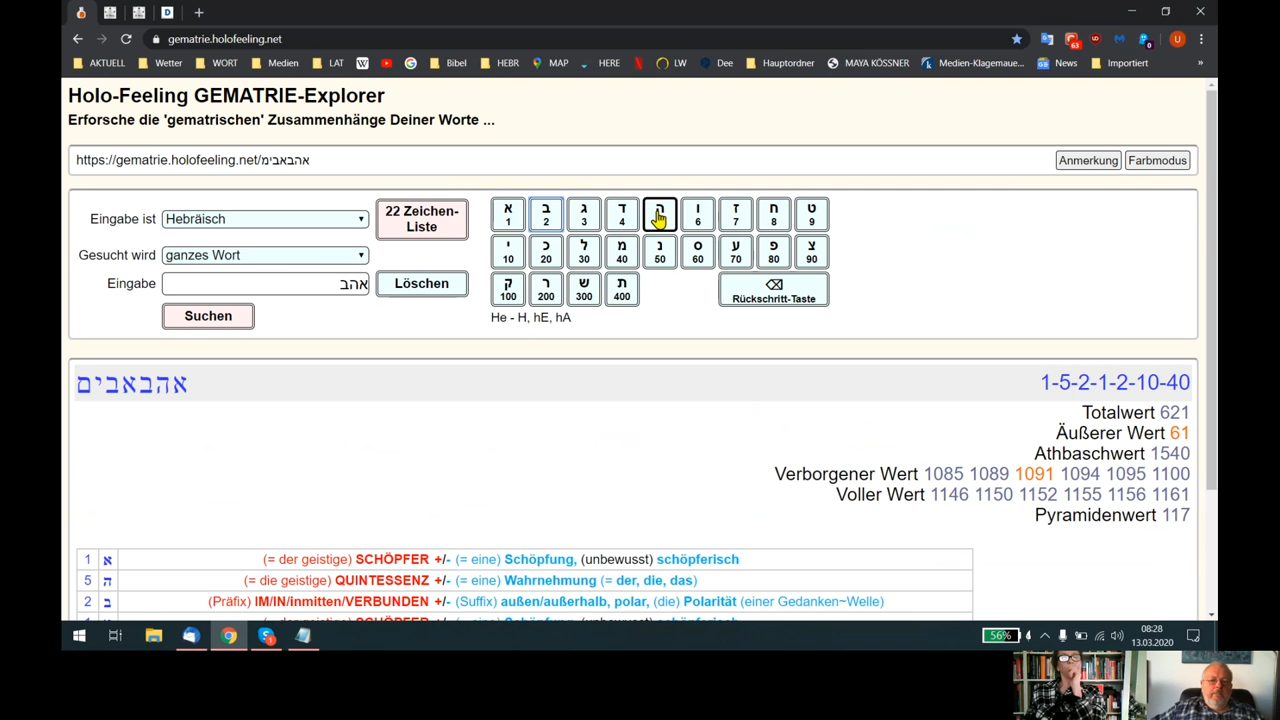 gematrie.holofeeling.net
AKTUELL Wetter WORT Medien LAT Bibel HEBR MAP HERE LW Dee Hauptordner MAYA KÖSSNER Medien-Klagemaue... News Importiert »
Holo-Feeling GEMATRIE-Explorer
Erforsche die 'gematrischen' Zusammenhänge Deiner Worte ...
https://gematrie.holofeeling.net/אהבאבימ
Anmerkung Farbmodus
Eingabe ist Hebräisch
22 Zeichen-Liste
Gesucht wird ganzes Wort
Eingabe אהב
Löschen
Suchen
א ב ג ד ה ו ז ח ט
1 2 3 4 5 6 7 8 9
י כ ל מ נ ס ע פ צ
10 20 30 40 50 60 70 80 90
ק ר ש ת
100 200 300 400
⌫
Rückschritt-Taste
He - H, hE, hA
אהבאבים
1-5-2-1-2-10-40
Totalwert 621
Äußerer Wert 61
Athbaschwert 1540
Verborgener Wert 1085 1089 1091 1094 1095 1100
Voller Wert 1146 1150 1152 1155 1156 1161
Pyramidenwert 117
1 א (= der geistige) SCHÖPFER +/- (= eine) Schöpfung, (unbewusst) schöpferisch
5 ה (= die geistige) QUINTESSENZ +/- (= eine) Wahrnehmung (= der, die, das)
2 ב (Präfix) IM/IN/inmitten/VERBUNDEN +/- (Suffix) außen/außerhalb, polar, (die) Polarität (einer Gedanken~Welle)
56%
08:28
13.03.2020